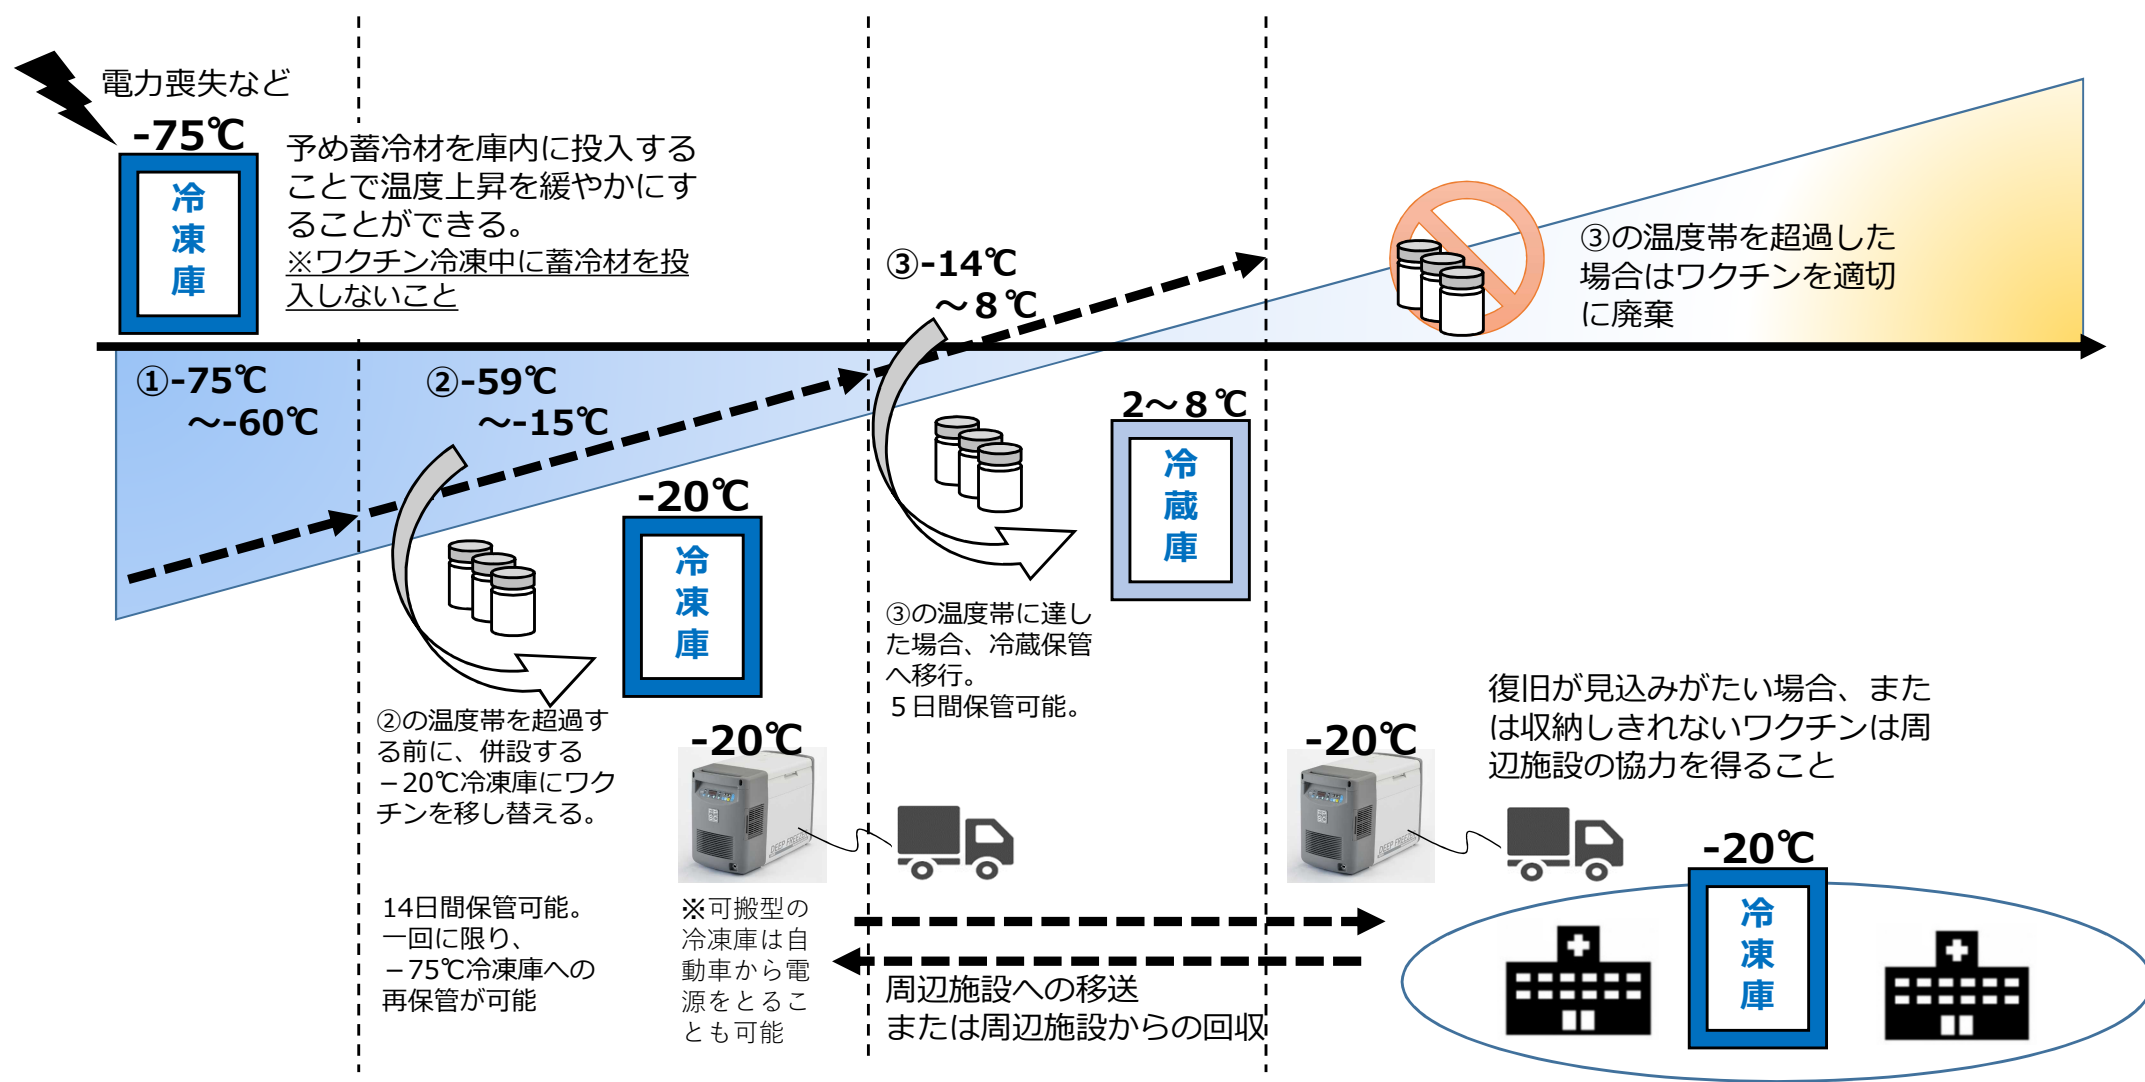 電力喪失など
-75℃
冷凍庫
予め蓄冷材を庫内に投入する
ことで温度上昇を緩やかにす
ることができる。
※ワクチン冷凍中に蓄冷材を投
入しないこと
①-75℃
～-60℃
②-59℃
～-15℃
③-14℃
～８℃
③の温度帯を超過した
場合はワクチンを適切
に廃棄
-20℃
冷凍庫
2～８℃
冷蔵庫
②の温度帯を超過す
る前に、併設する
－20℃冷凍庫にワク
チンを移し替える。
14日間保管可能。
一回に限り、
－75℃冷凍庫への
再保管が可能
③の温度帯に達し
た場合、冷蔵保管
へ移行。
５日間保管可能。
-20℃
DEEP FREEZER
※可搬型の
冷凍庫は自
動車から電
源をとるこ
とも可能
周辺施設への移送
または周辺施設からの回収
-20℃
DEEP FREEZER
復旧が見込みがたい場合、また
は収納しきれないワクチンは周
辺施設の協力を得ること
-20℃
冷凍庫